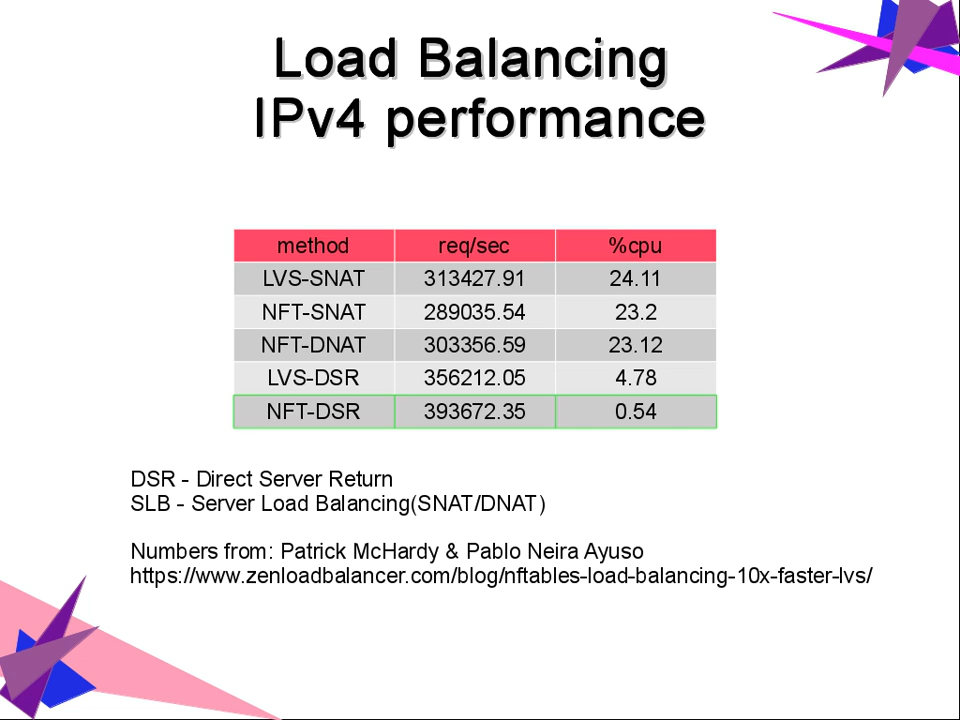 Load Balancing
IPv4 performance
method req/sec %cpu
LVS-SNAT 313427.91 24.11
NFT-SNAT 289035.54 23.2
NFT-DNAT 303356.59 23.12
LVS-DSR 356212.05 4.78
NFT-DSR 393672.35 0.54
DSR - Direct Server Return
SLB - Server Load Balancing(SNAT/DNAT)
Numbers from: Patrick McHardy & Pablo Neira Ayuso
https://www.zenloadbalancer.com/blog/nftables-load-balancing-10x-faster-lvs/